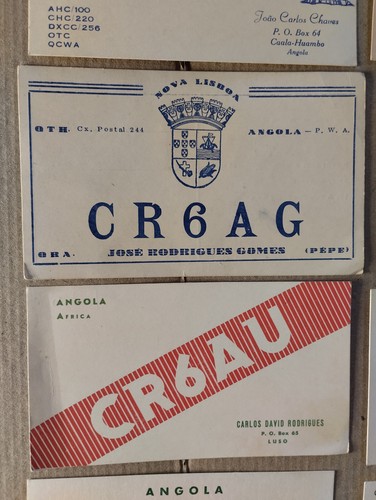 AHC/100
CHC/220
DXCC/256
OTC
QCWA
João Carlos Chaves
P. O. Box 64
Caala-Huambo
Angola
NOVA LISBOA
QTH. Cx. Postal 244
ANGOLA – P. W. A.
CR6AG
QRA. JOSÉ RODRIGUES GOMES (PÉPE)
ANGOLA
AFRICA
CR6AU
CARLOS DAVID RODRIGUES
P. O. Box 65
LUSO
ANGOLA